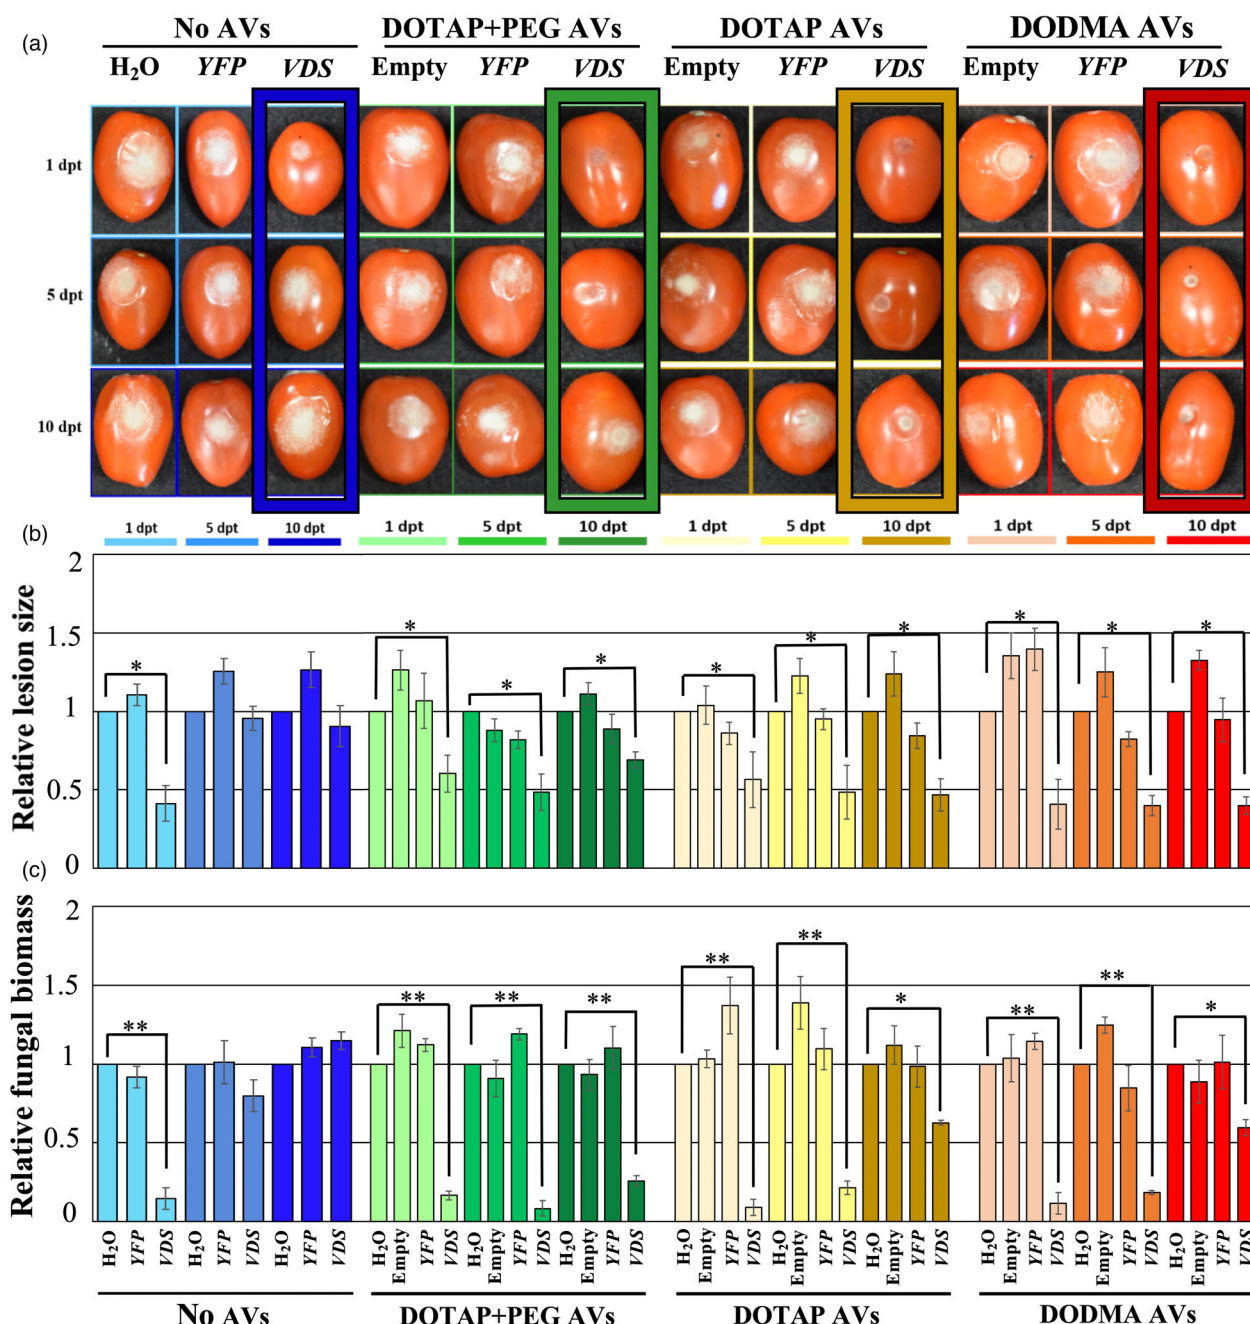 (a)
No AVs DOTAP+PEG AVs DOTAP AVs DODMA AVs
H₂O YFP VDS Empty YFP VDS Empty YFP VDS Empty YFP VDS
1 dpt
5 dpt
10 dpt
(b)
1 dpt 5 dpt 10 dpt 1 dpt 5 dpt 10 dpt 1 dpt 5 dpt 10 dpt 1 dpt 5 dpt 10 dpt
Relative lesion size
2
1.5
1
0.5
0
* * * * * * * * * *
(c)
Relative fungal biomass
2
1.5
1
0.5
0
** ** ** ** ** ** * ** ** *
H₂O YFP VDS H₂O YFP VDS H₂O YFP VDS H₂O Empty YFP VDS H₂O Empty YFP VDS H₂O Empty YFP VDS H₂O Empty YFP VDS H₂O Empty YFP VDS H₂O Empty YFP VDS H₂O Empty YFP VDS H₂O Empty YFP VDS H₂O Empty YFP VDS
No AVs DOTAP+PEG AVs DOTAP AVs DODMA AVs